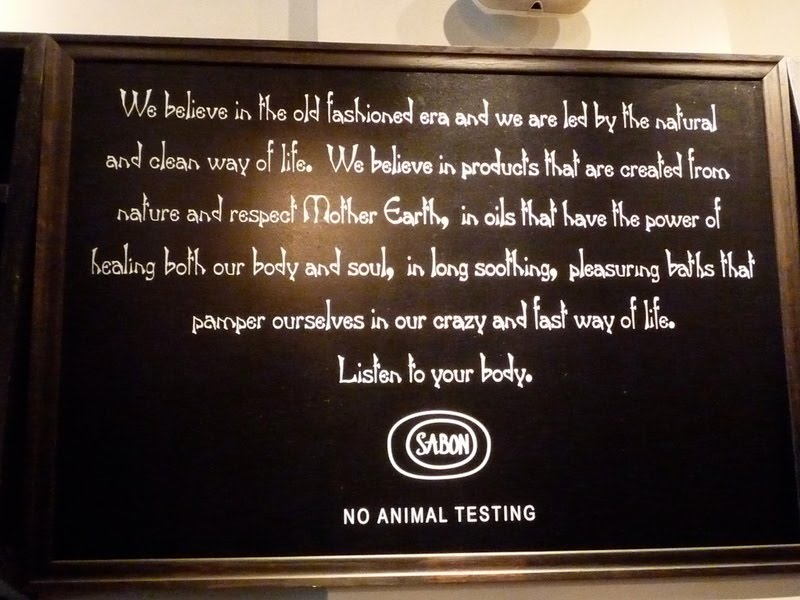 We believe in the old fashioned era and we are led by the natural
and clean way of life. We believe in products that are created from
nature and respect Mother Earth, in oils that have the power of
healing both our body and soul, in long soothing, pleasuring baths that
pamper ourselves in our crazy and fast way of life.
Listen to your body.
SABON
NO ANIMAL TESTING